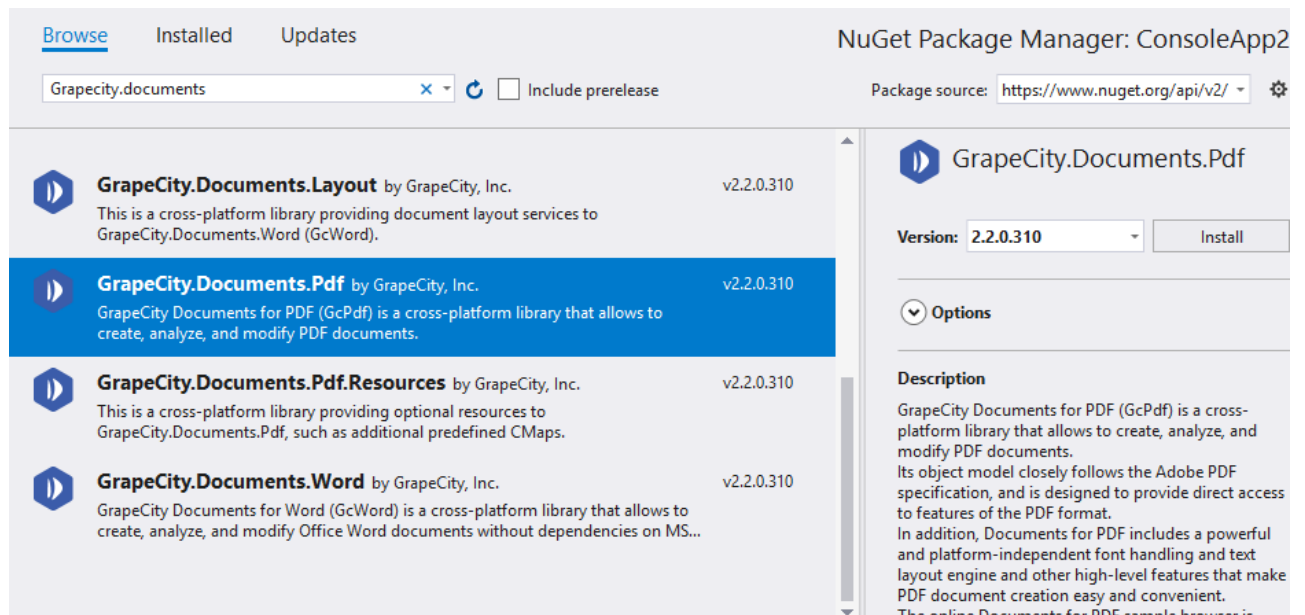 Browse Installed Updates
NuGet Package Manager: ConsoleApp2
Grapecity.documents
Include prerelease
Package source: https://www.nuget.org/api/v2/
GrapeCity.Documents.Layout by GrapeCity, Inc. v2.2.0.310
This is a cross-platform library providing document layout services to
GrapeCity.Documents.Word (GcWord).
GrapeCity.Documents.Pdf by GrapeCity, Inc. v2.2.0.310
GrapeCity Documents for PDF (GcPdf) is a cross-platform library that allows to
create, analyze, and modify PDF documents.
GrapeCity.Documents.Pdf.Resources by GrapeCity, Inc. v2.2.0.310
This is a cross-platform library providing optional resources to
GrapeCity.Documents.Pdf, such as additional predefined CMaps.
GrapeCity.Documents.Word by GrapeCity, Inc. v2.2.0.310
GrapeCity Documents for Word (GcWord) is a cross-platform library that allows to
create, analyze, and modify Office Word documents without dependencies on MS...
GrapeCity.Documents.Pdf
Version: 2.2.0.310 Install
Options
Description
GrapeCity Documents for PDF (GcPdf) is a cross-
platform library that allows to create, analyze, and
modify PDF documents.
Its object model closely follows the Adobe PDF
specification, and is designed to provide direct access
to features of the PDF format.
In addition, Documents for PDF includes a powerful
and platform-independent font handling and text
layout engine and other high-level features that make
PDF document creation easy and convenient.
The online Documents for PDF sample browser is